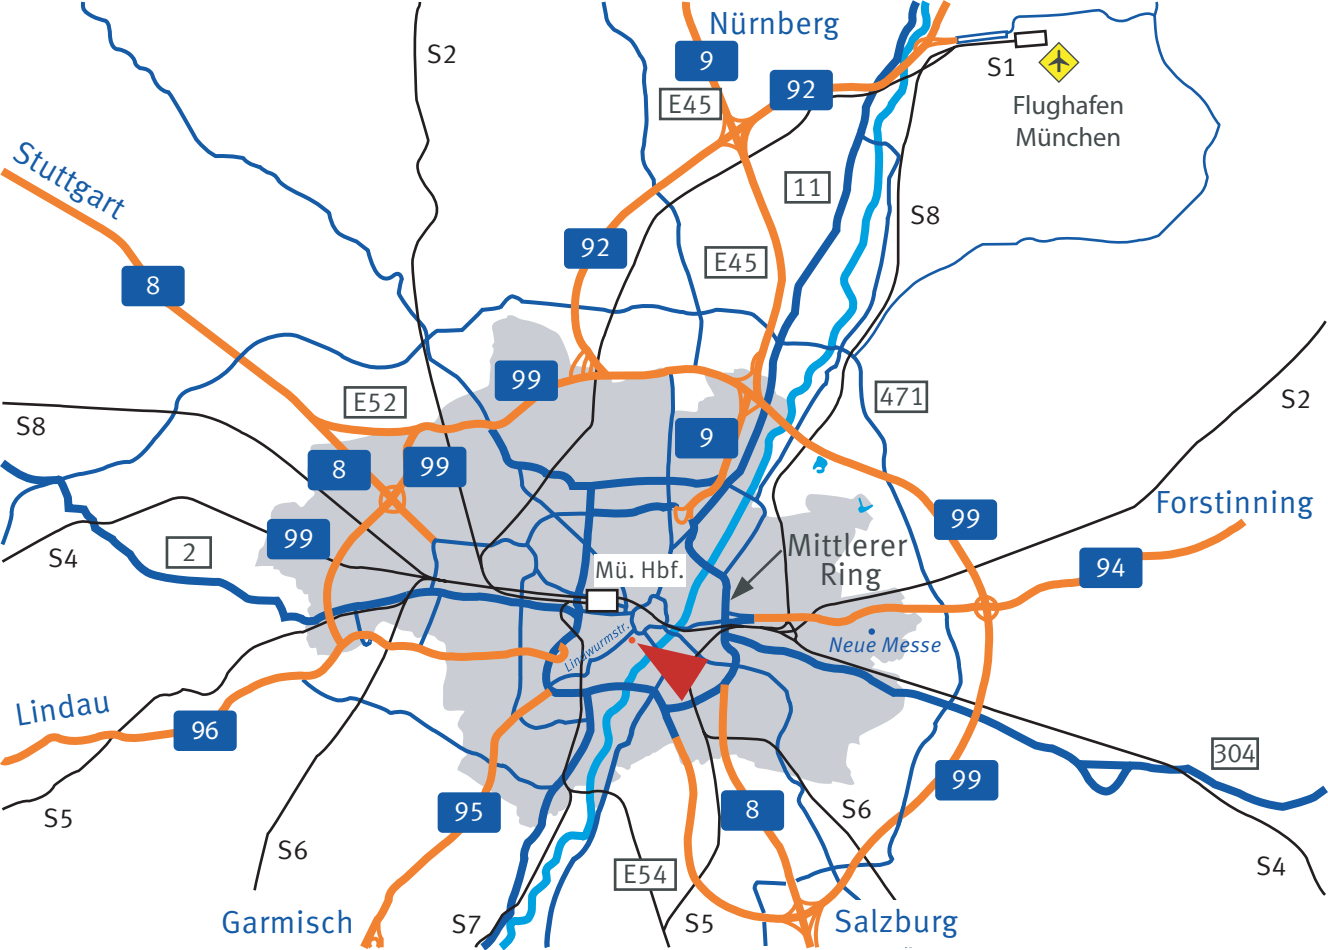 Nürnberg
S2
9
92
S1
E45
Flughafen
München
Stuttgart
11
S8
92
E45
8
99
E52
471
S2
S8
9
8
99
Forstinning
99
99
2
S4
Mittlerer
Ring
94
Mü. Hbf.
Lindwurmstr.
Neue Messe
Lindau
96
304
99
S5
95
8
S6
S6
E54
S4
Garmisch
S7
S5
Salzburg